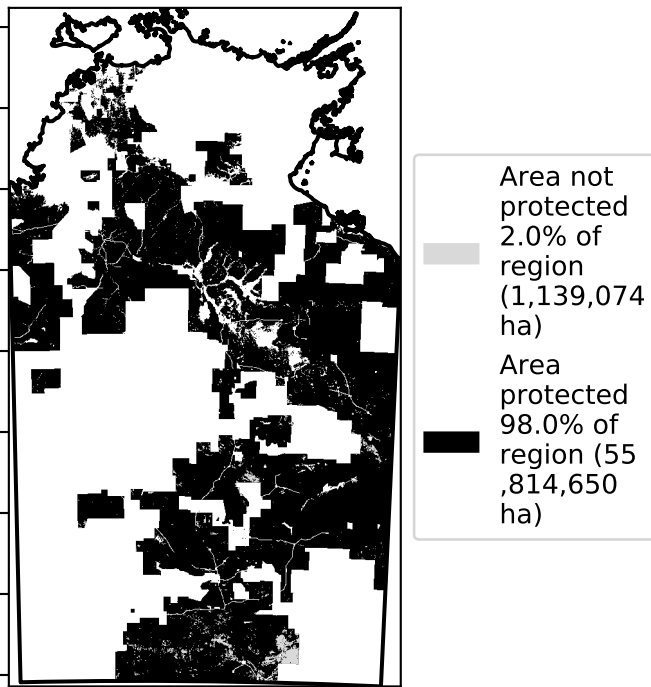 Area not
protected
2.0% of
region
(1,139,074
ha)
Area
protected
98.0% of
region (55
,814,650
ha)